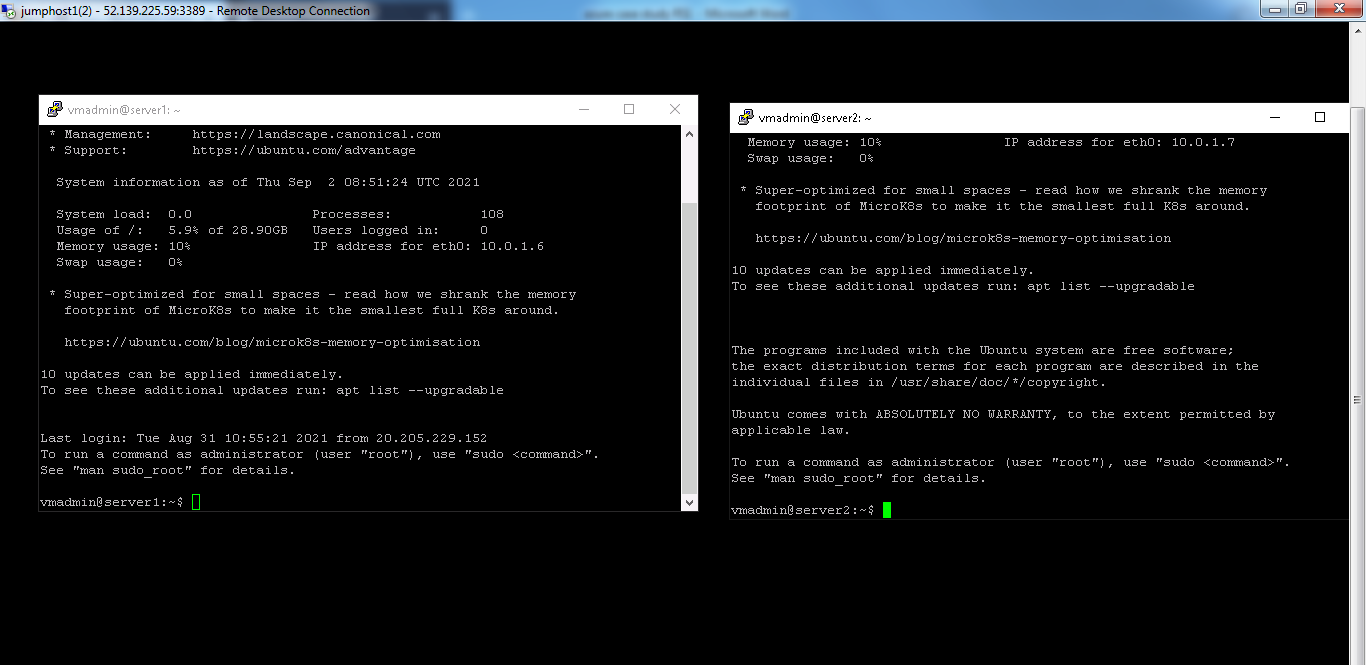 jumphost1(2) - 52.139.225.59:3389 - Remote Desktop Connection
vmadmin@server1: ~
* Management:     https://landscape.canonical.com
* Support:        https://ubuntu.com/advantage
System information as of Thu Sep  2 08:51:24 UTC 2021
System load:  0.0               Processes:           108
Usage of /:   5.9% of 28.90GB   Users logged in:     0
Memory usage: 10%               IP address for eth0: 10.0.1.6
Swap usage:   0%
* Super-optimized for small spaces - read how we shrank the memory
footprint of MicroK8s to make it the smallest full K8s around.
https://ubuntu.com/blog/microk8s-memory-optimisation
10 updates can be applied immediately.
To see these additional updates run: apt list --upgradable
Last login: Tue Aug 31 10:55:21 2021 from 20.205.229.152
To run a command as administrator (user "root"), use "sudo <command>".
See "man sudo_root" for details.
vmadmin@server1:~$
vmadmin@server2: ~
Memory usage: 10%               IP address for eth0: 10.0.1.7
Swap usage:   0%
* Super-optimized for small spaces - read how we shrank the memory
footprint of MicroK8s to make it the smallest full K8s around.
https://ubuntu.com/blog/microk8s-memory-optimisation
10 updates can be applied immediately.
To see these additional updates run: apt list --upgradable
The programs included with the Ubuntu system are free software;
the exact distribution terms for each program are described in the
individual files in /usr/share/doc/*/copyright.
Ubuntu comes with ABSOLUTELY NO WARRANTY, to the extent permitted by
applicable law.
To run a command as administrator (user "root"), use "sudo <command>".
See "man sudo_root" for details.
vmadmin@server2:~$